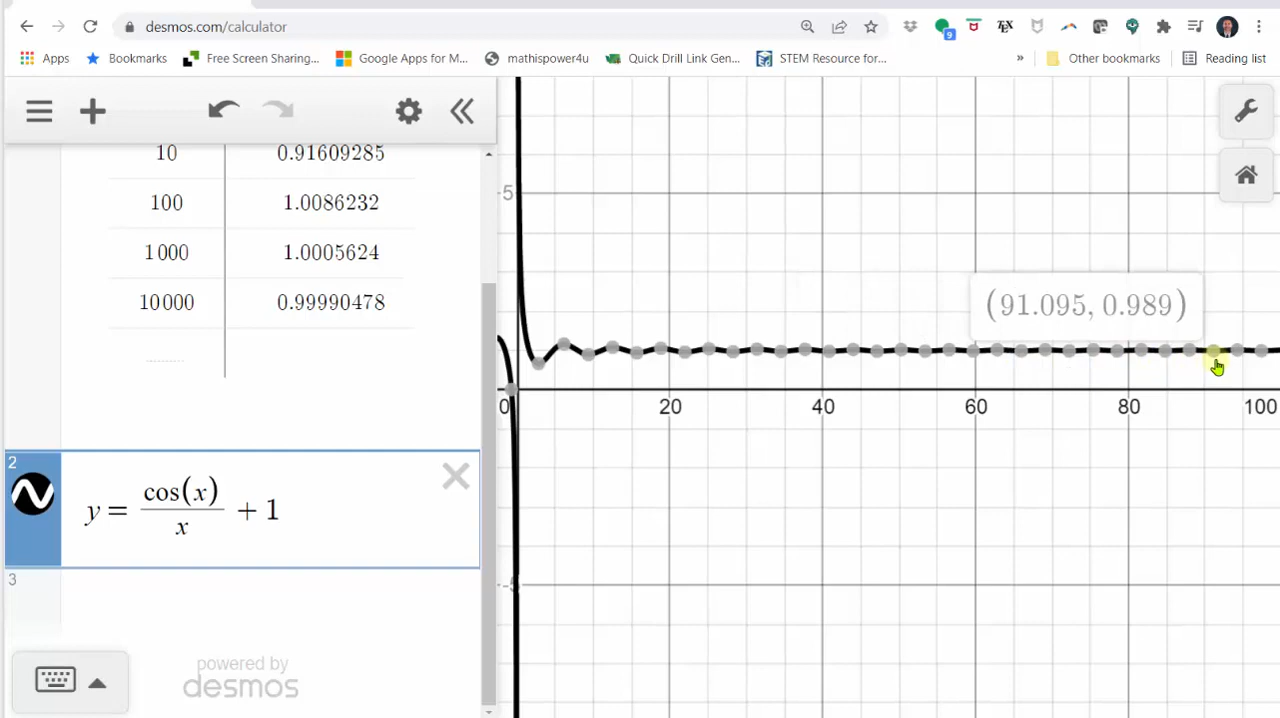 desmos.com/calculator
9
Apps Bookmarks Free Screen Sharing... Google Apps for M... mathispower4u Quick Drill Link Gen... STEM Resource for... » Other bookmarks Reading list
10 0.91609285
100 1.0086232
1000 1.0005624
10000 0.99990478
2
y = cos(x)/x + 1
3
powered by
desmos
5
(91.095, 0.989)
0 20 40 60 80 100
-5